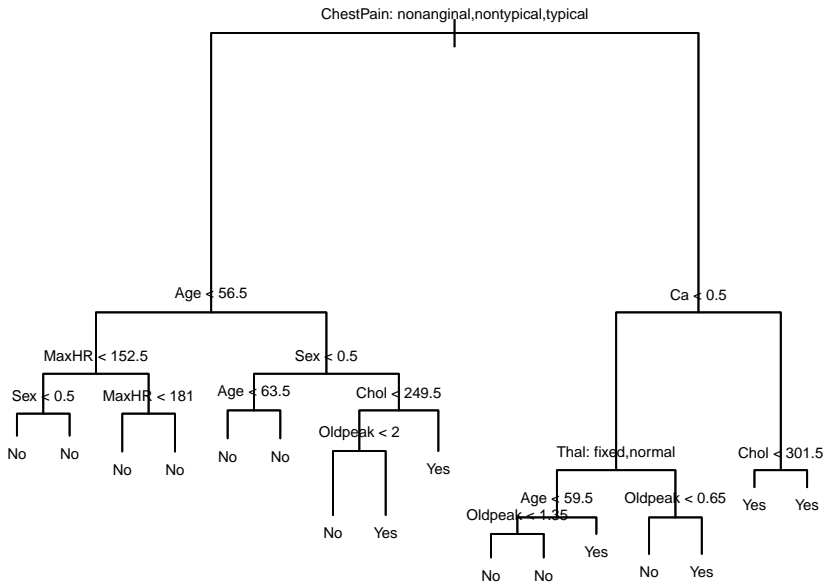 ChestPain: nonanginal,nontypical,typical
Age < 56.5
Ca < 0.5
MaxHR < 152.5
Sex < 0.5
Sex < 0.5
MaxHR < 181
Age < 63.5
Chol < 249.5
Oldpeak < 2
Thal: fixed,normal
Chol < 301.5
No
No
No
No
No
No
Yes
Age < 59.5
Oldpeak < 0.65
Yes
Yes
Oldpeak < 1.35
No
Yes
Yes
No
No
No
Yes